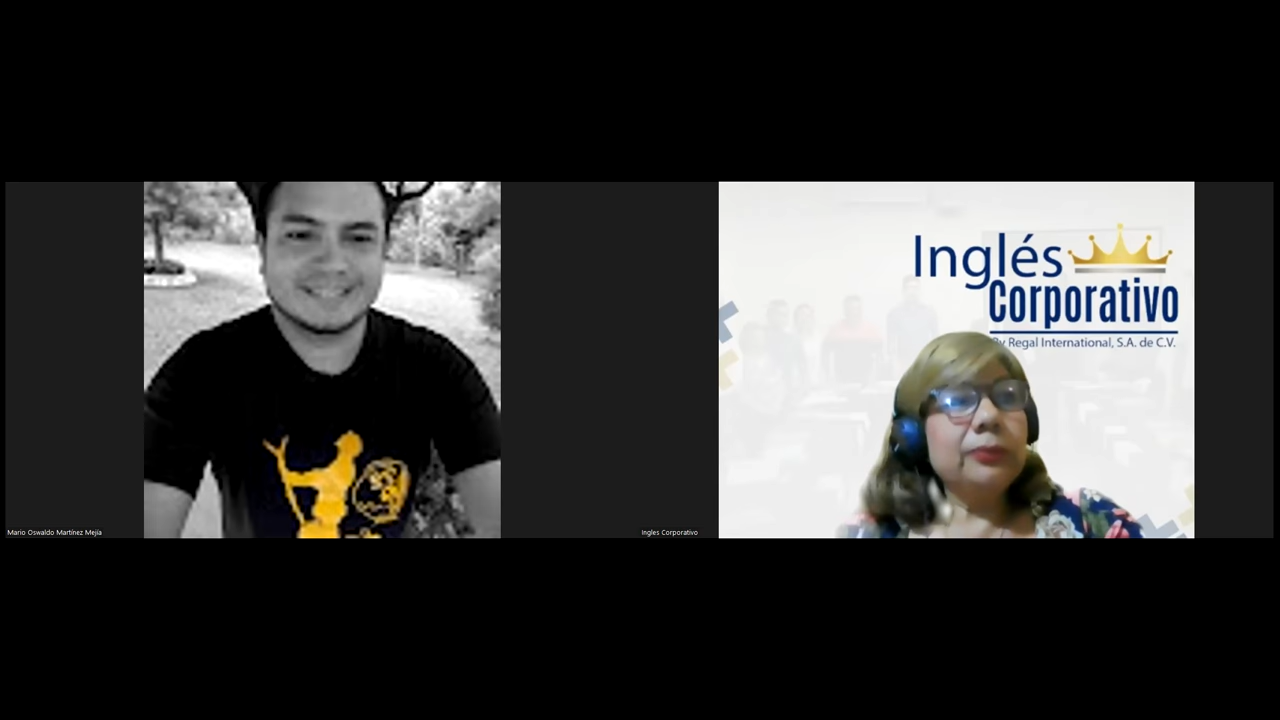 Inglés
Corporativo
By Regal International, S.A. de C.V.
Mario Oswaldo Martínez Mejía
Ingles Corporativo